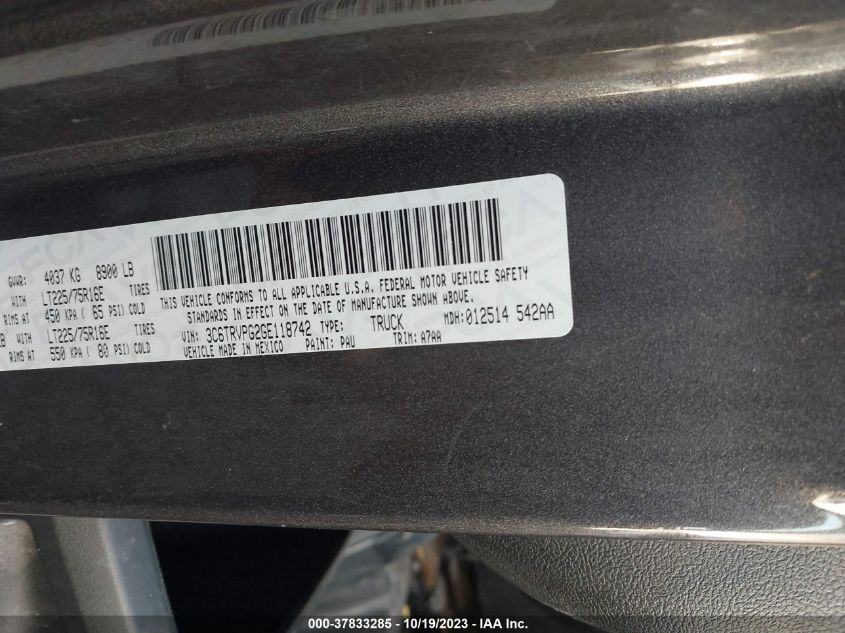 GVWR: 4037 KG 8900 LB
WITH LT225/75R16E TIRES
RIMS AT 450 KPA ( 65 PSI) COLD
WITH LT225/75R16E TIRES
RIMS AT 550 KPA ( 80 PSI) COLD
THIS VEHICLE CONFORMS TO ALL APPLICABLE U.S.A. FEDERAL MOTOR VEHICLE SAFETY
STANDARDS IN EFFECT ON THE DATE OF MANUFACTURE SHOWN ABOVE.
VIN: 3C6TRVPG2GE118742 TYPE: TRUCK MDH: 012514 542AA
VEHICLE MADE IN MEXICO PAINT: PAU TRIM: A7AA
000-37833285 - 10/19/2023 - IAA, Inc.